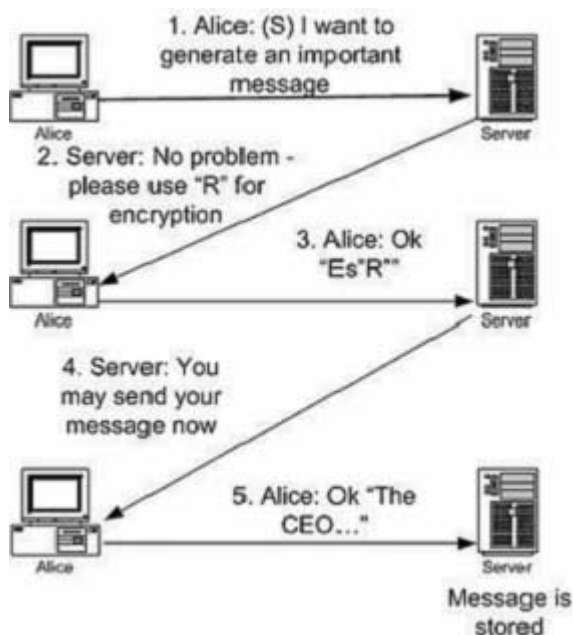 1. Alice: (S) I want to
generate an important
message
Alice
Server
2. Server: No problem -
please use "R" for
encryption
3. Alice: Ok
"Es"R""
Alice
Server
4. Server: You
may send your
message now
5. Alice: Ok "The
CEO..."
Alice
Server
Message is
stored